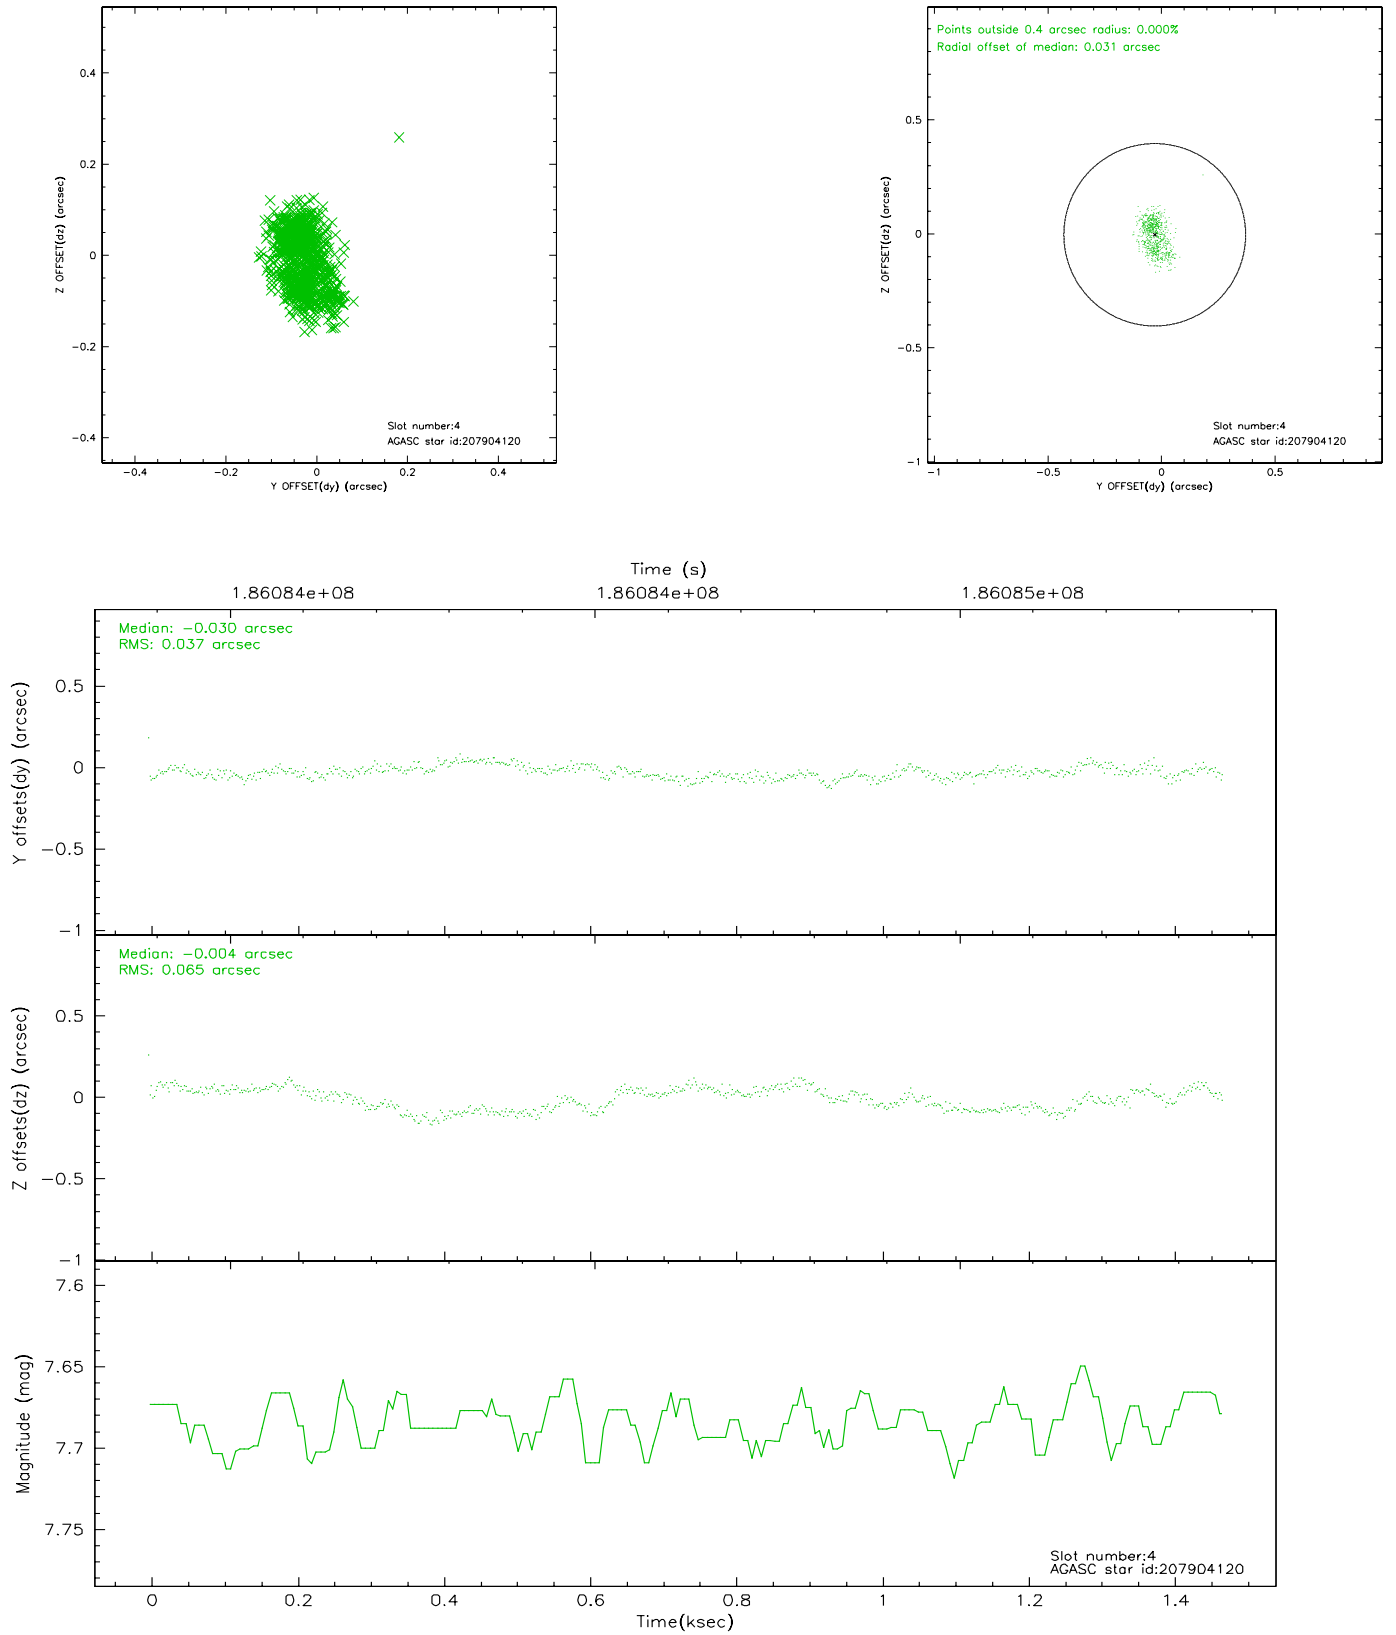 0.4
0.2
0
−0.2
−0.4
Z OFFSET(dz) (arcsec)
Slot number:4
AGASC star id:207904120
−0.4 −0.2 0 0.2 0.4
Y OFFSET(dy) (arcsec)
Points outside 0.4 arcsec radius: 0.000%
Radial offset of median: 0.031 arcsec
0.5
0
−0.5
−1
Z OFFSET(dz) (arcsec)
Slot number:4
AGASC star id:207904120
−1 −0.5 0 0.5
Y OFFSET(dy) (arcsec)
Time (s)
1.86084e+08 1.86084e+08 1.86085e+08
Median: −0.030 arcsec
RMS: 0.037 arcsec
0.5
0
−0.5
−1
Y offsets(dy) (arcsec)
Median: −0.004 arcsec
RMS: 0.065 arcsec
0.5
0
−0.5
−1
Z offsets(dz) (arcsec)
7.6
7.65
7.7
7.75
Magnitude (mag)
Slot number:4
AGASC star id:207904120
0 0.2 0.4 0.6 0.8 1 1.2 1.4
Time(ksec)